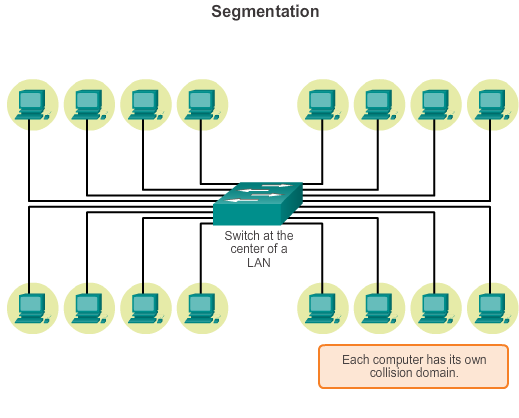 Segmentation
Switch at the
center of a
LAN
Each computer has its own
collision domain.